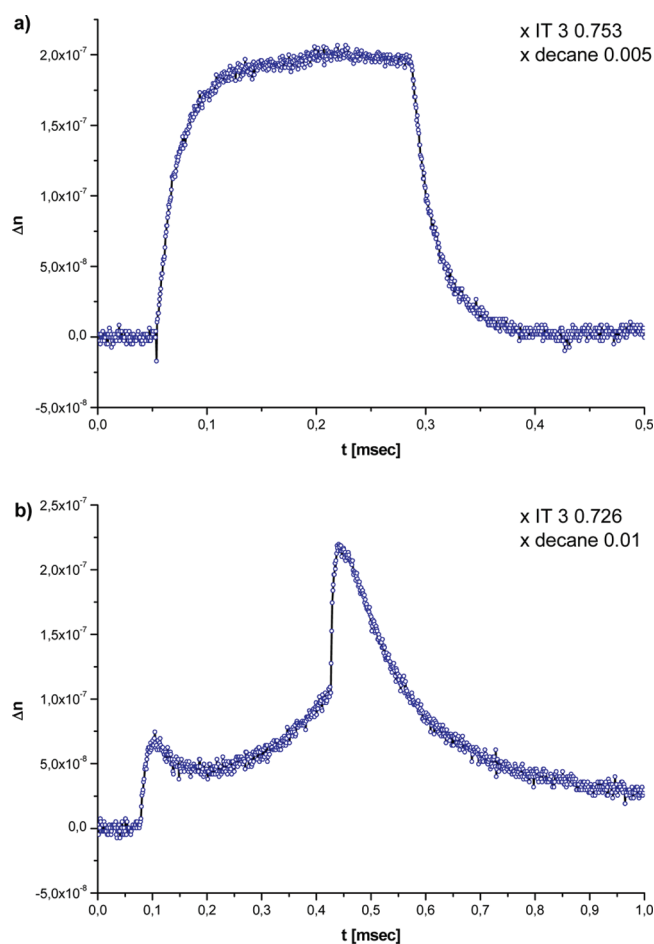 a)
x IT 3 0.753
x decane 0.005
2,0x10-7
1,5x10-7
1,0x10-7
5,0x10-8
0,0
-5,0x10-8
Δn
0,0 0,1 0,2 0,3 0,4 0,5
t [msec]
b)
x IT 3 0.726
x decane 0.01
2,5x10-7
2,0x10-7
1,5x10-7
1,0x10-7
5,0x10-8
0,0
-5,0x10-8
Δn
0,0 0,1 0,2 0,3 0,4 0,5 0,6 0,7 0,8 0,9 1,0
t [msec]